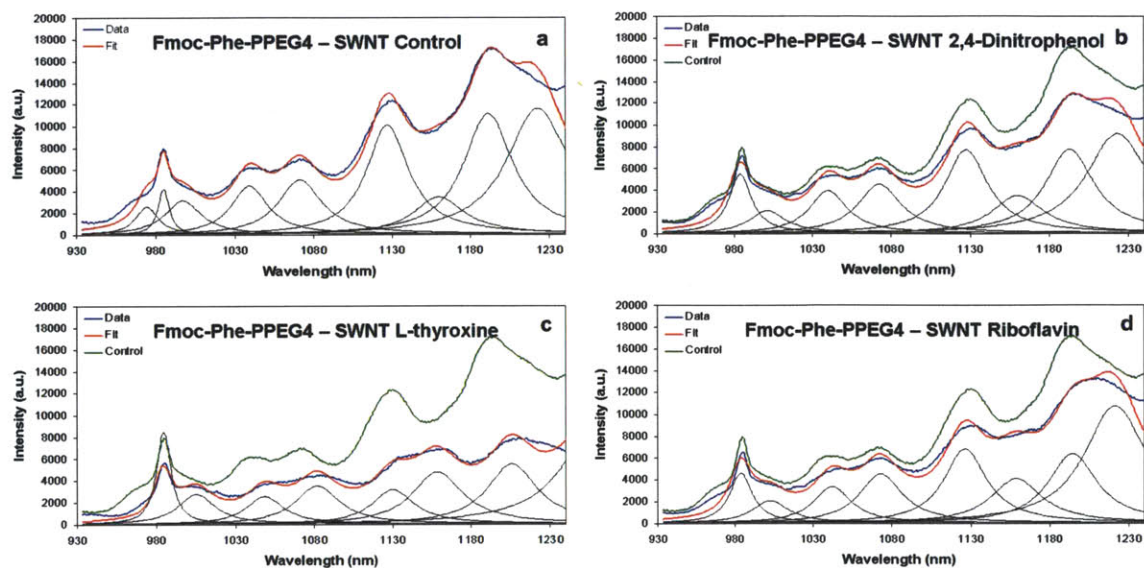 20000
18000
16000
14000
12000
10000
8000
6000
4000
2000
0
Intensity (a.u.)
Data
Fit
Fmoc-Phe-PPEG4 – SWNT Control
a
930 980 1030 1080 1130 1180 1230
Wavelength (nm)
20000
18000
16000
14000
12000
10000
8000
6000
4000
2000
0
Intensity (a.u.)
Data
Fit
Control
Fmoc-Phe-PPEG4 – SWNT 2,4-Dinitrophenol
b
930 980 1030 1080 1130 1180 1230
Wavelength (nm)
20000
18000
16000
14000
12000
10000
8000
6000
4000
2000
0
Intensity (a.u.)
Data
Fit
Control
Fmoc-Phe-PPEG4 – SWNT L-thyroxine
c
930 980 1030 1080 1130 1180 1230
Wavelength (nm)
20000
18000
16000
14000
12000
10000
8000
6000
4000
2000
0
Intensity (a.u.)
Data
Fit
Control
Fmoc-Phe-PPEG4 – SWNT Riboflavin
d
930 980 1030 1080 1130 1180 1230
Wavelength (nm)